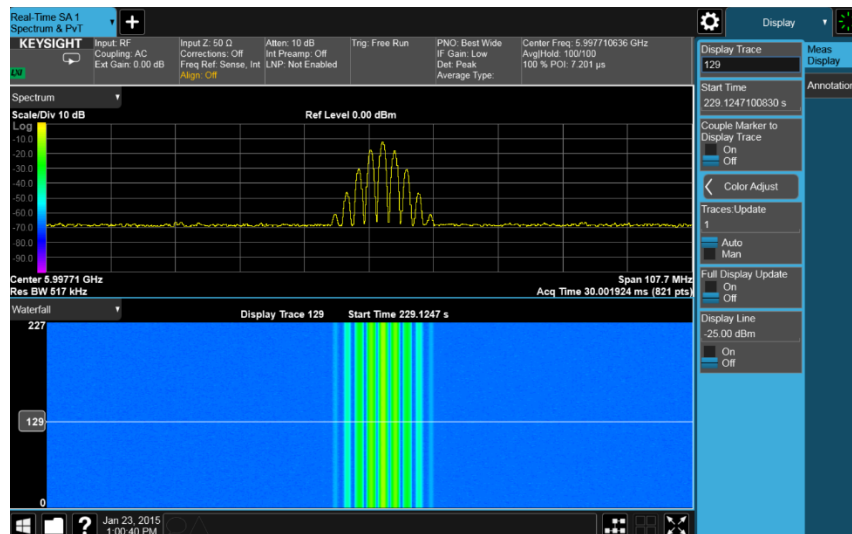 Real-Time SA 1
Spectrum & PvT
Display
KEYSIGHT
LXI
Input: RF
Coupling: AC
Ext Gain: 0.00 dB
Input Z: 50 Ω
Corrections: Off
Freq Ref: Sense, Int
Align: Off
Atten: 10 dB
Int Preamp: Off
LNP: Not Enabled
Trig: Free Run
PNO: Best Wide
IF Gain: Low
Det: Peak
Average Type:
Center Freq: 5.997710636 GHz
Avg|Hold: 100/100
100 % POI: 7.201 µs
Spectrum
Scale/Div 10 dB
Ref Level 0.00 dBm
Log
-10.0
-20.0
-30.0
-40.0
-50.0
-60.0
-70.0
-80.0
-90.0
Center 5.99771 GHz
Span 107.7 MHz
Res BW 517 kHz
Acq Time 30.001924 ms (821 pts)
Waterfall
Display Trace 129 Start Time 229.1247 s
227
129
0
Jan 23, 2015
1:00:40 PM
Display Trace
129
Start Time
229.1247100830 s
Couple Marker to
Display Trace
On
Off
Color Adjust
Traces:Update
1
Auto
Man
Full Display Update
On
Off
Display Line
-25.00 dBm
On
Off
Meas
Display
Annotation